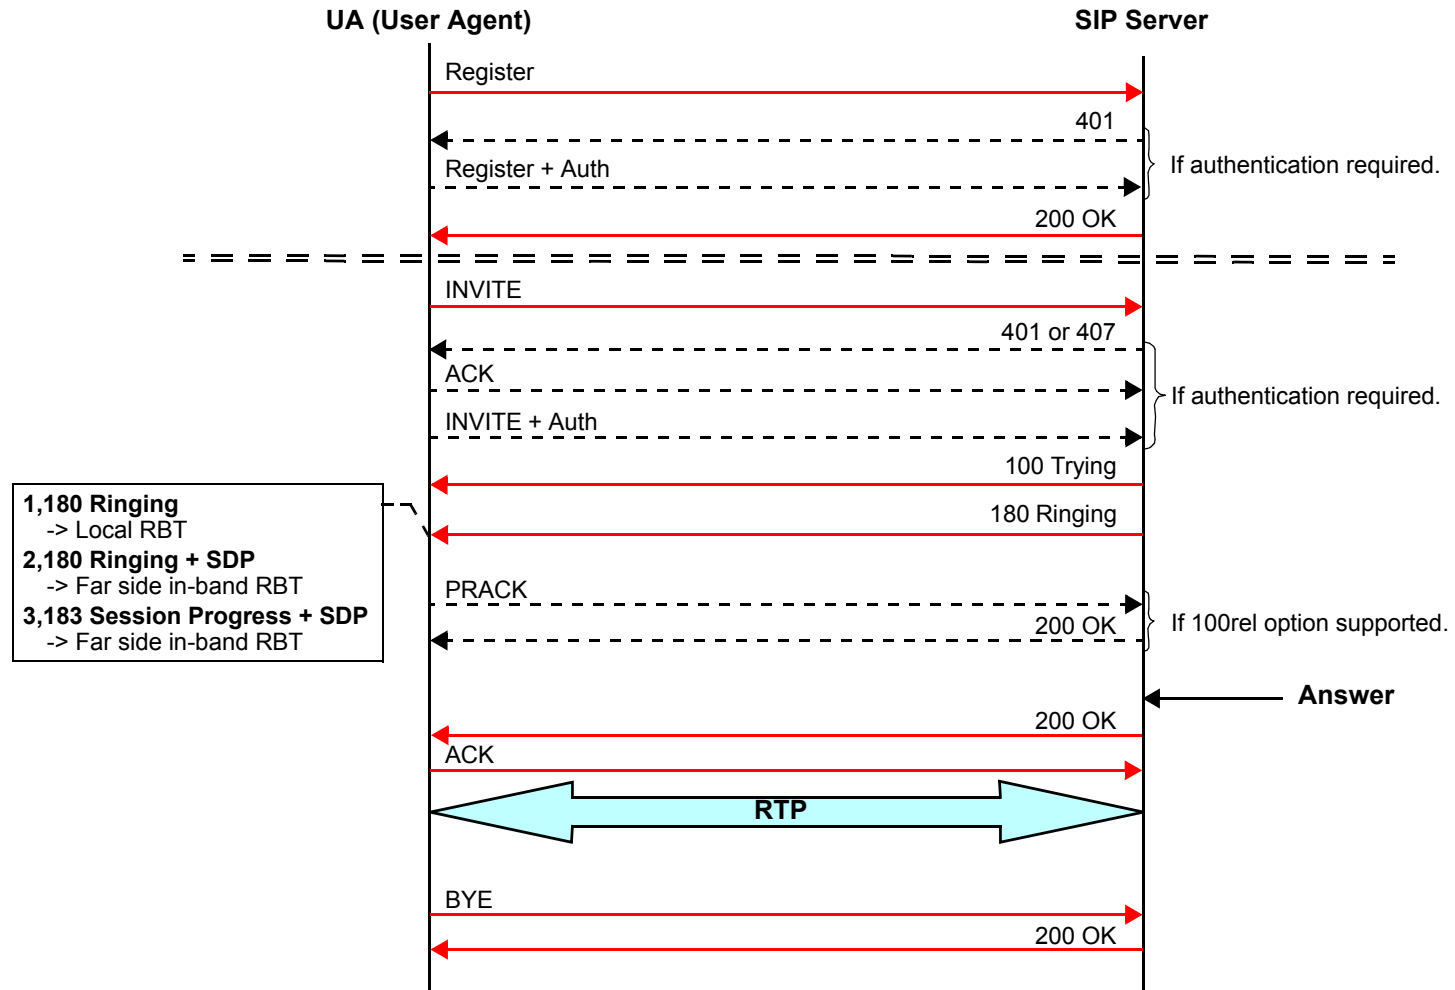 UA (User Agent)
SIP Server
Register
401
Register + Auth
If authentication required.
200 OK
INVITE
401 or 407
ACK
If authentication required.
INVITE + Auth
100 Trying
180 Ringing
1,180 Ringing
-> Local RBT
2,180 Ringing + SDP
-> Far side in-band RBT
3,183 Session Progress + SDP
-> Far side in-band RBT
PRACK
200 OK
If 100rel option supported.
Answer
200 OK
ACK
RTP
BYE
200 OK